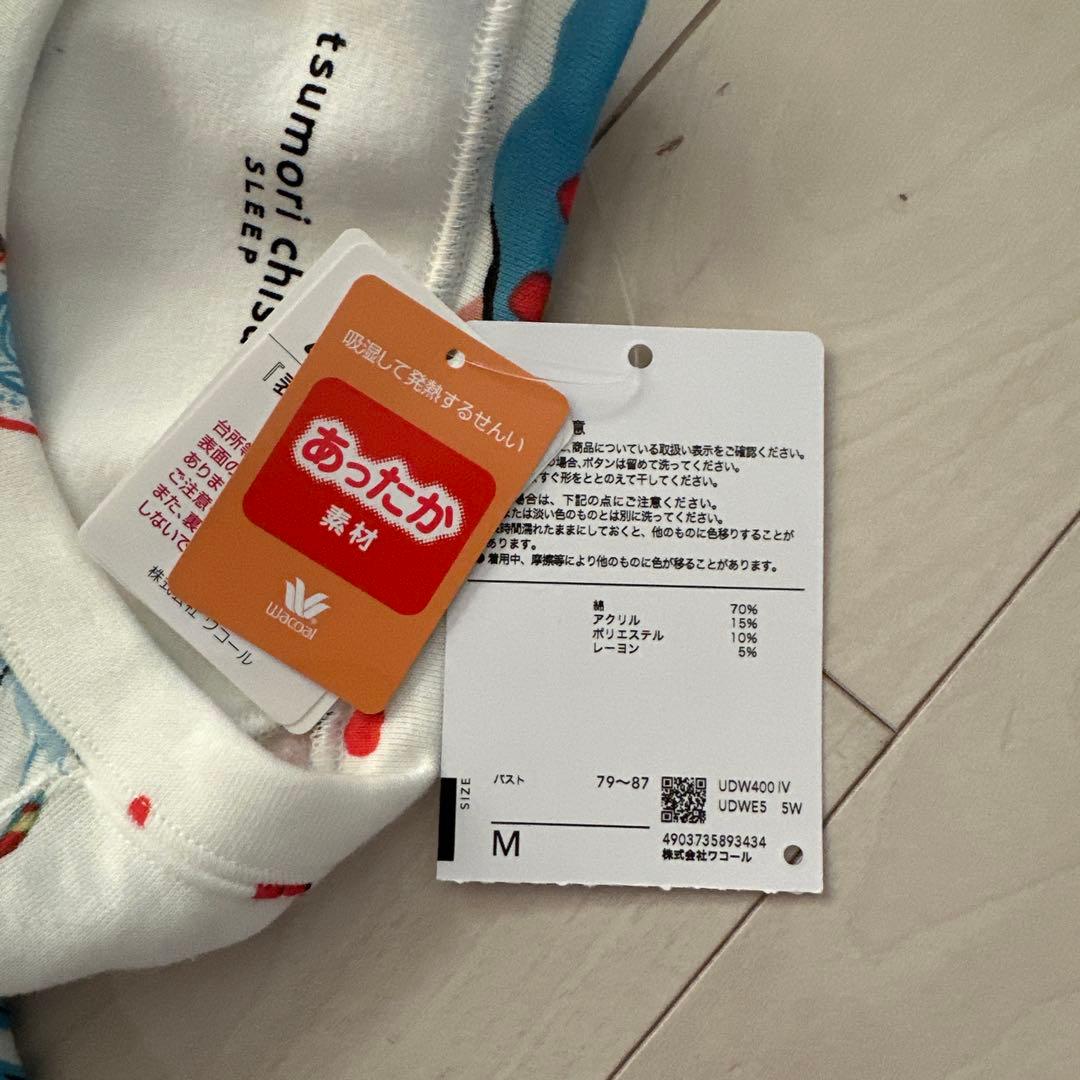 tsumori chisa
SLEEP
吸湿して発熱するせんい
あったか
素材
Wacoal
台所
表面の
ありま
ご注意
また、裏
しないで
株式会社 ワコール
意
商品についている取扱い表示をご確認ください。
の場合、ボタンは留めて洗ってください。
すぐ形をととのえて干してください。
場合は、下記の点にご注意ください。
または淡い色のものとは別に洗ってください。
時間濡れたままにしておくと、他のものに色移りすることが
あります。
● 着用中、摩擦等により他のものに色が移ることがあります。
綿 70%
アクリル 15%
ポリエステル 10%
レーヨン 5%
SIZE
バスト 79～87
M
UDW400 IV
UDWE5 5W
4903735893434
株式会社ワコール